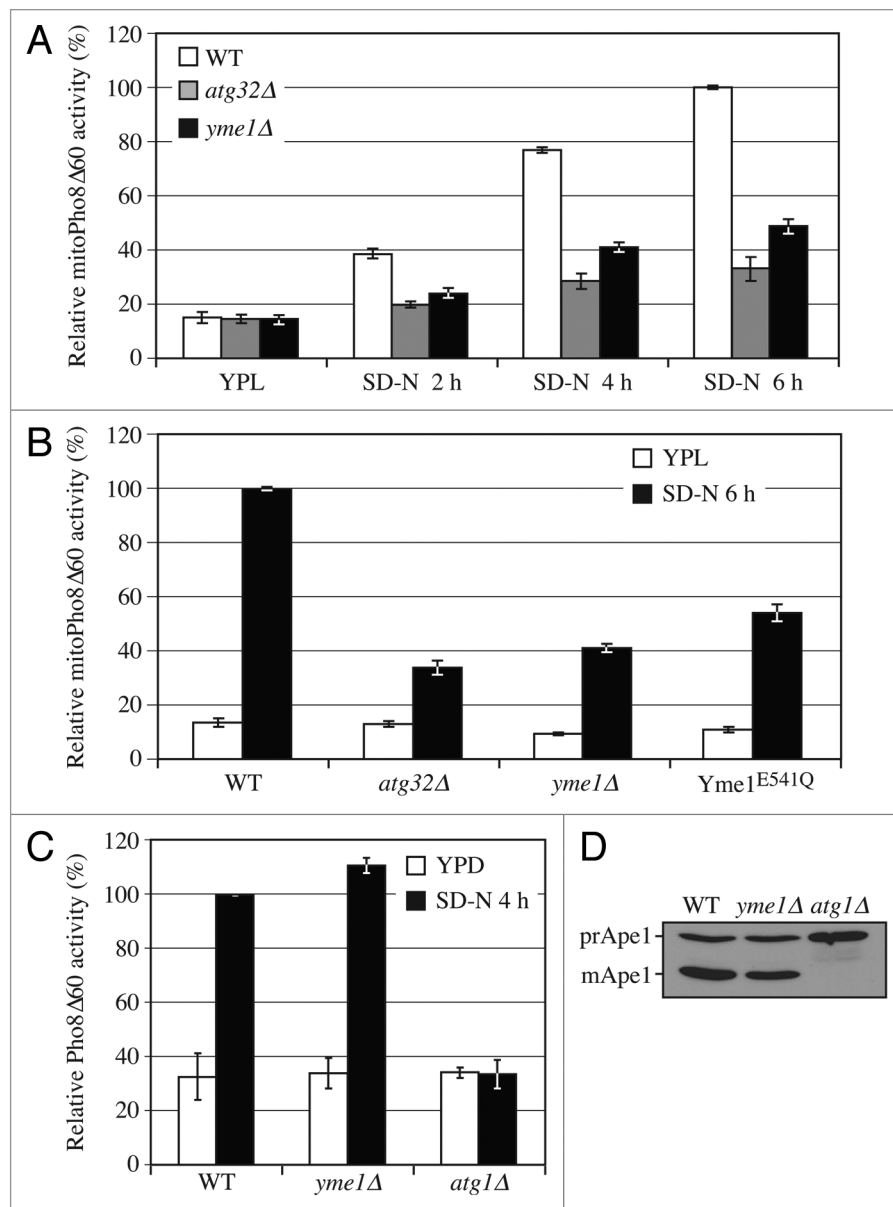 A
Relative mitoPho8Δ60 activity (%)
120
100
80
60
40
20
0
WT
atg32Δ
yme1Δ
YPL
SD-N 2 h
SD-N 4 h
SD-N 6 h
B
Relative mitoPho8Δ60 activity (%)
120
100
80
60
40
20
0
YPL
SD-N 6 h
WT
atg32Δ
yme1Δ
Yme1E541Q
C
Relative Pho8Δ60 activity (%)
120
100
80
60
40
20
0
YPD
SD-N 4 h
WT
yme1Δ
atg1Δ
D
WT yme1Δ atg1Δ
prApe1
mApe1